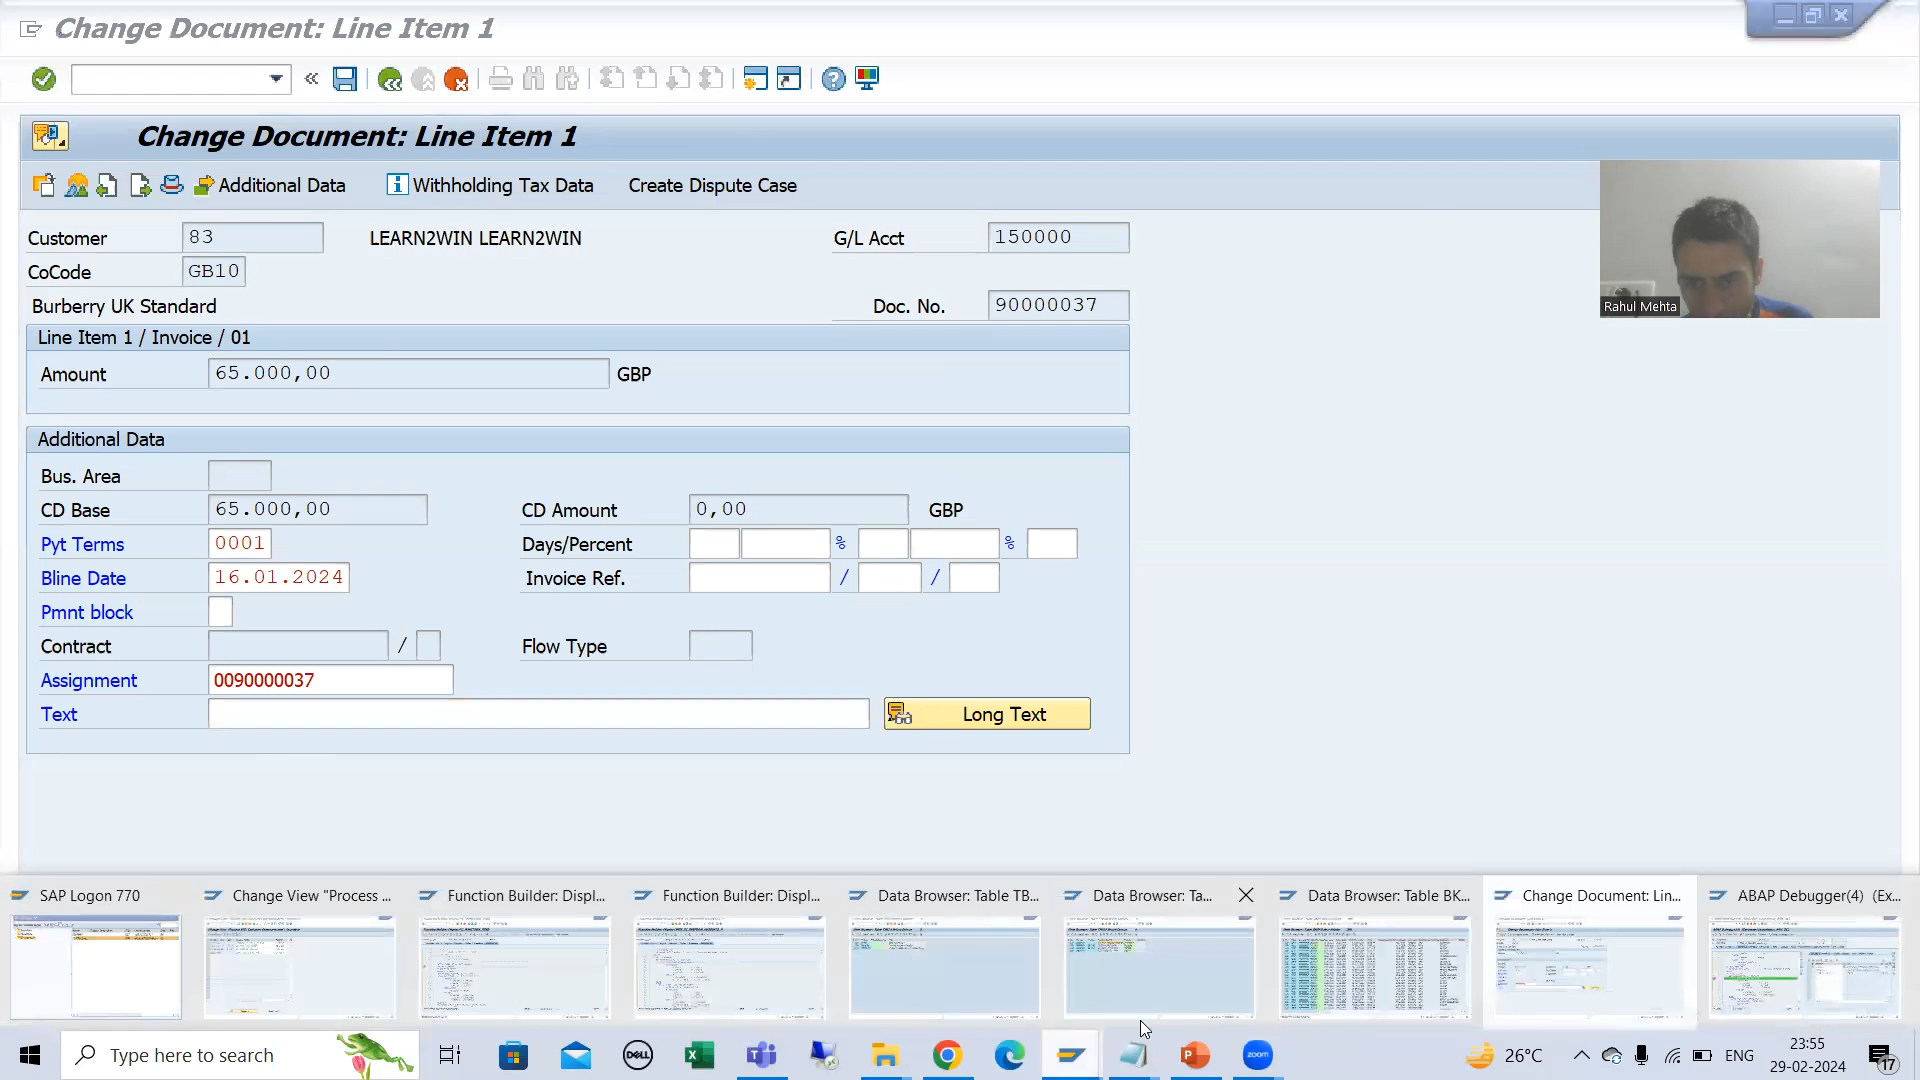 Change Document: Line Item 1
Change Document: Line Item 1
Additional Data
Withholding Tax Data
Create Dispute Case
Customer
83
LEARN2WIN LEARN2WIN
G/L Acct
150000
CoCode
GB10
Burberry UK Standard
Doc. No.
90000037
Rahul Mehta
Line Item 1 / Invoice / 01
Amount
65.000,00
GBP
Additional Data
Bus. Area
CD Base
65.000,00
CD Amount
0,00
GBP
Pyt Terms
0001
Days/Percent
%
%
Bline Date
16.01.2024
Invoice Ref.
/
/
Pmnt block
Contract
/
Flow Type
Assignment
0090000037
Text
Long Text
SAP Logon 770
Change View "Process ...
Function Builder: Displ...
Function Builder: Displ...
Data Browser: Table TB...
Data Browser: Ta...
Data Browser: Table BK...
Change Document: Lin...
ABAP Debugger(4) (Ex...
Type here to search
DELL
zoom
26°C
ENG
23:55
29-02-2024
17